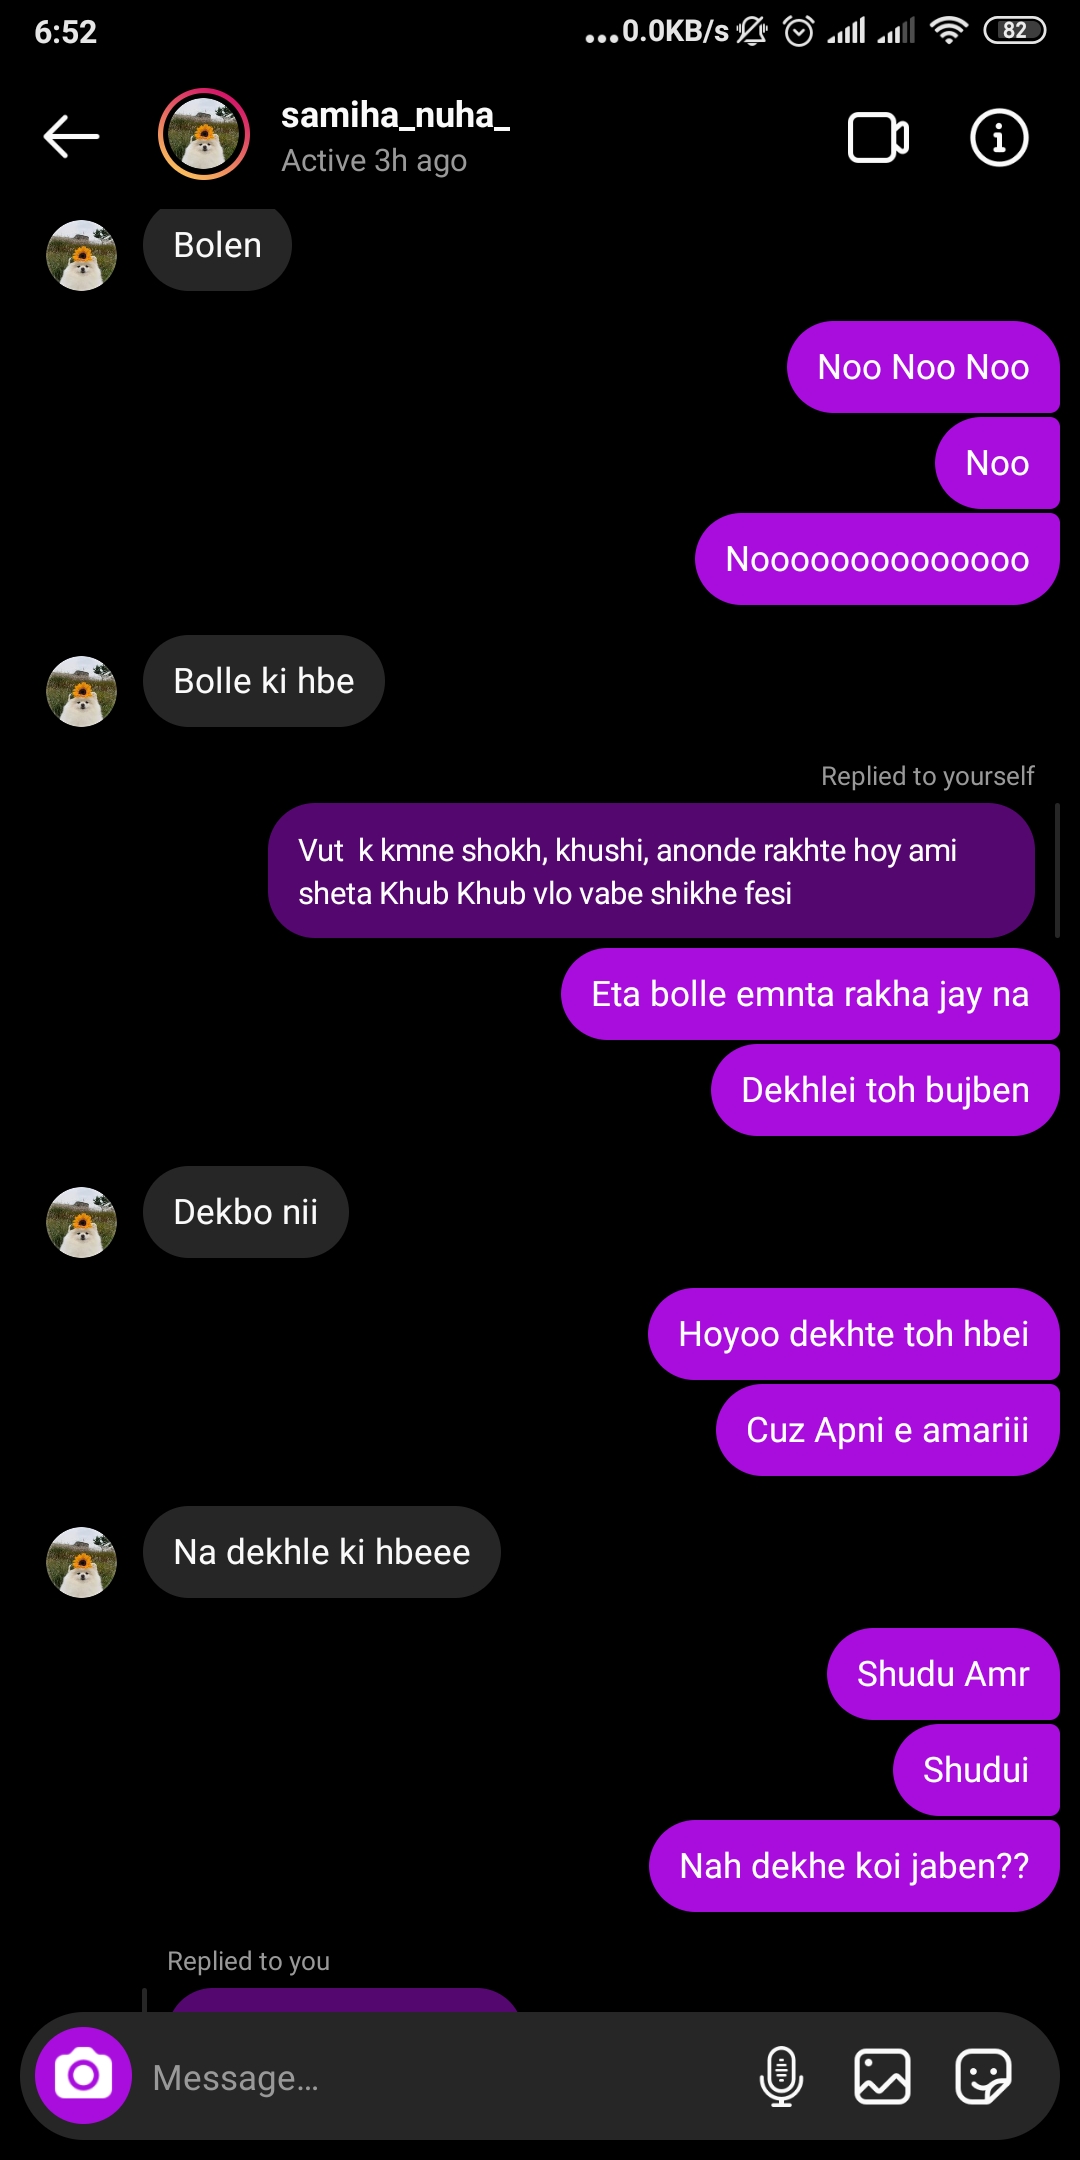 6:52
...0.0KB/s
82
samiha_nuha_
Active 3h ago
Bolen
Noo Noo Noo
Noo
Noooooooooooooo
Bolle ki hbe
Replied to yourself
Vut  k kmne shokh, khushi, anonde rakhte hoy ami
sheta Khub Khub vlo vabe shikhe fesi
Eta bolle emnta rakha jay na
Dekhlei toh bujben
Dekbo nii
Hoyoo dekhte toh hbei
Cuz Apni e amariii
Na dekhle ki hbeee
Shudu Amr
Shudui
Nah dekhe koi jaben??
Replied to you
Message...